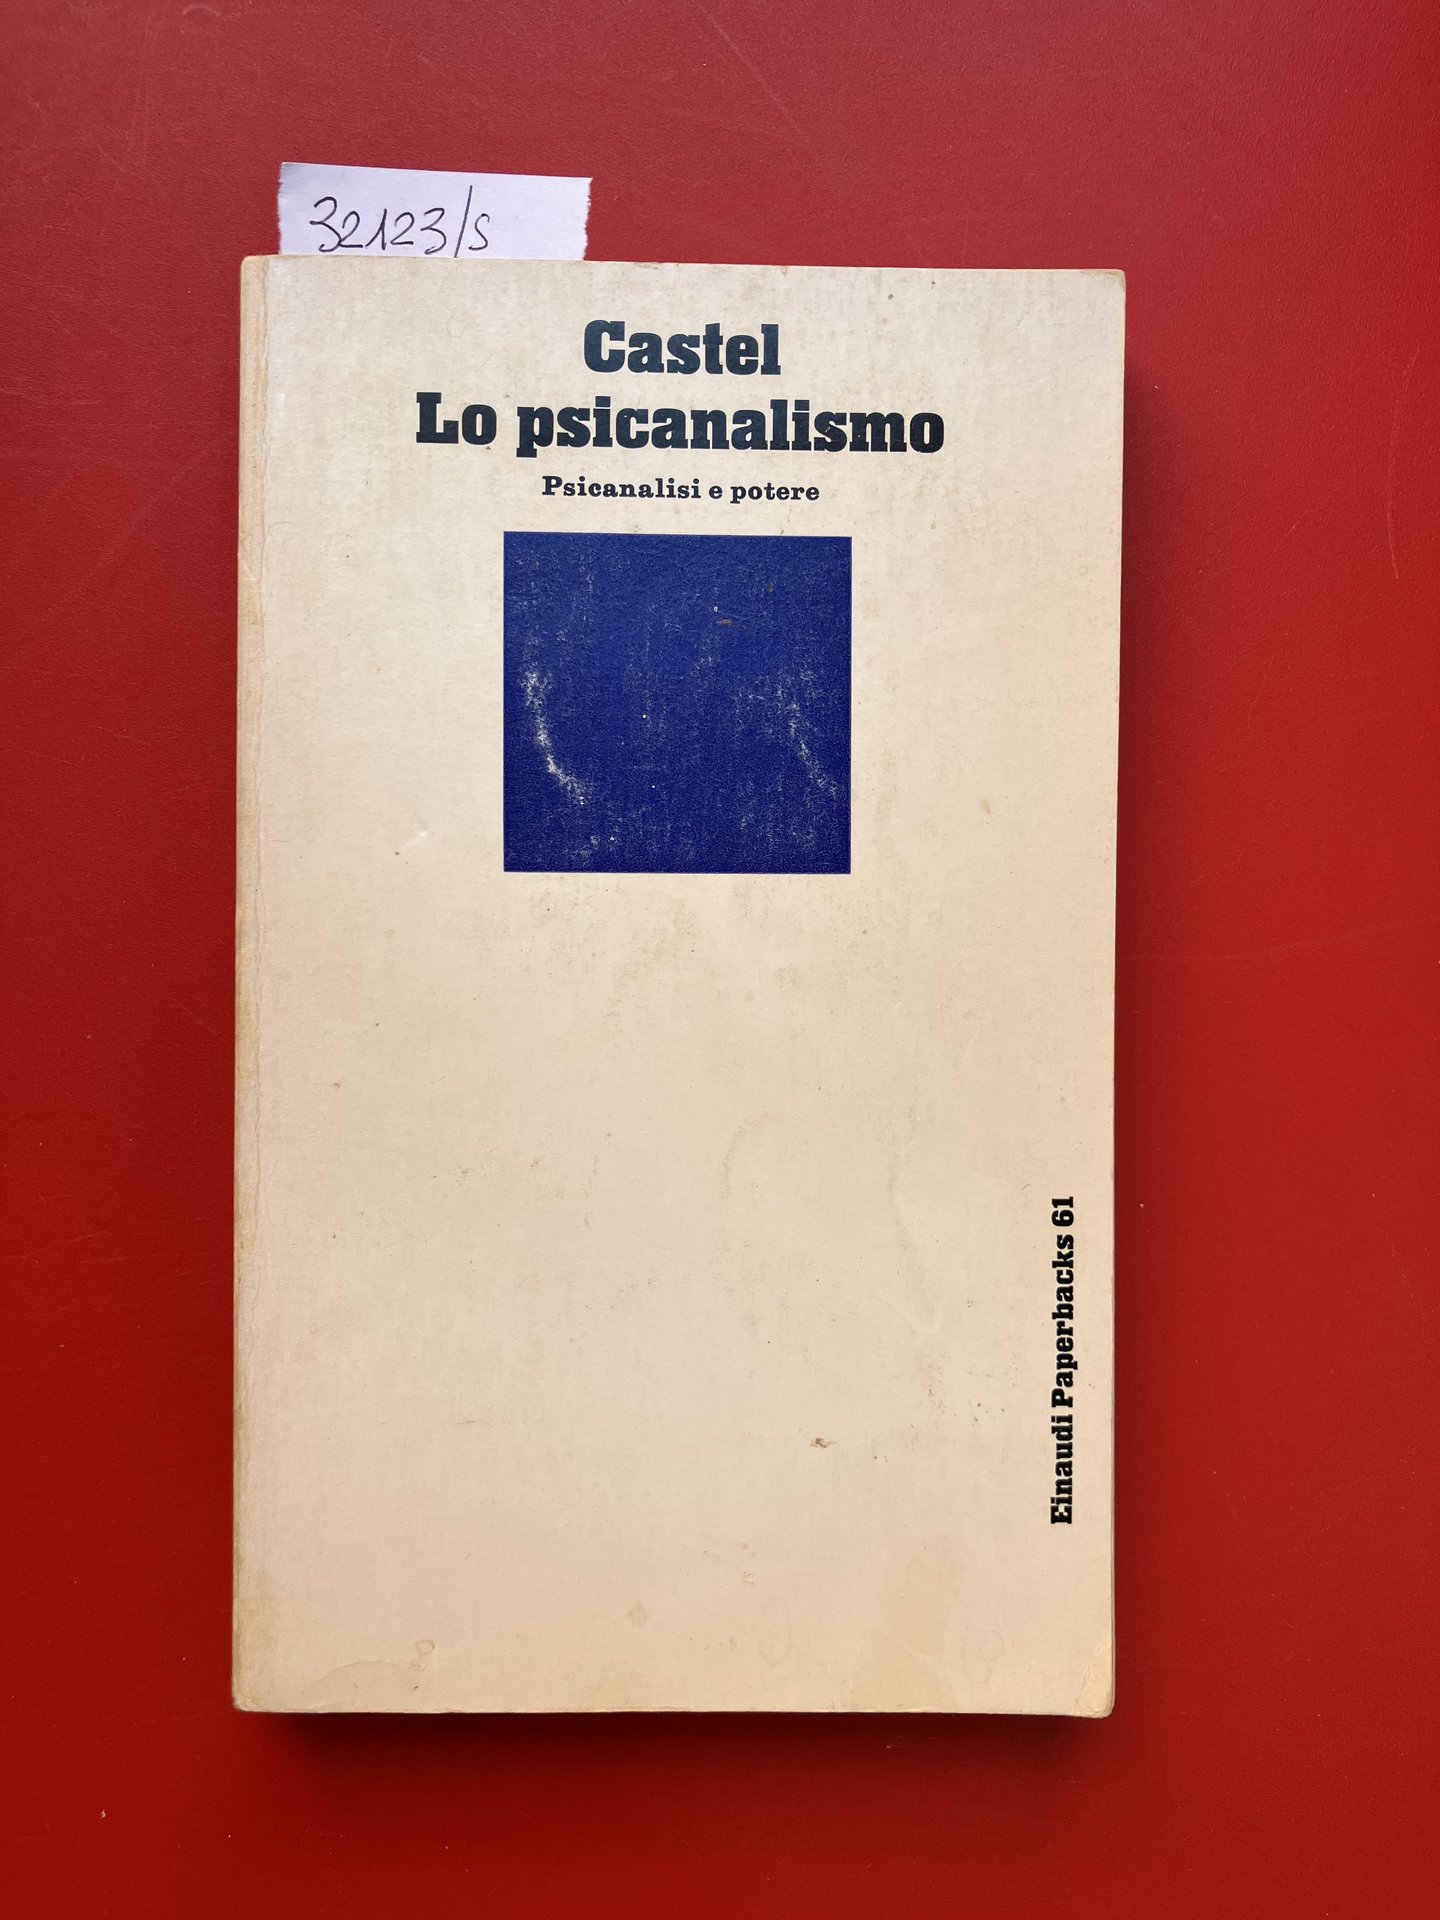 32123/s
Castel
Lo psicanalismo
Psicanalisi e potere
Einaudi Paperbacks 61